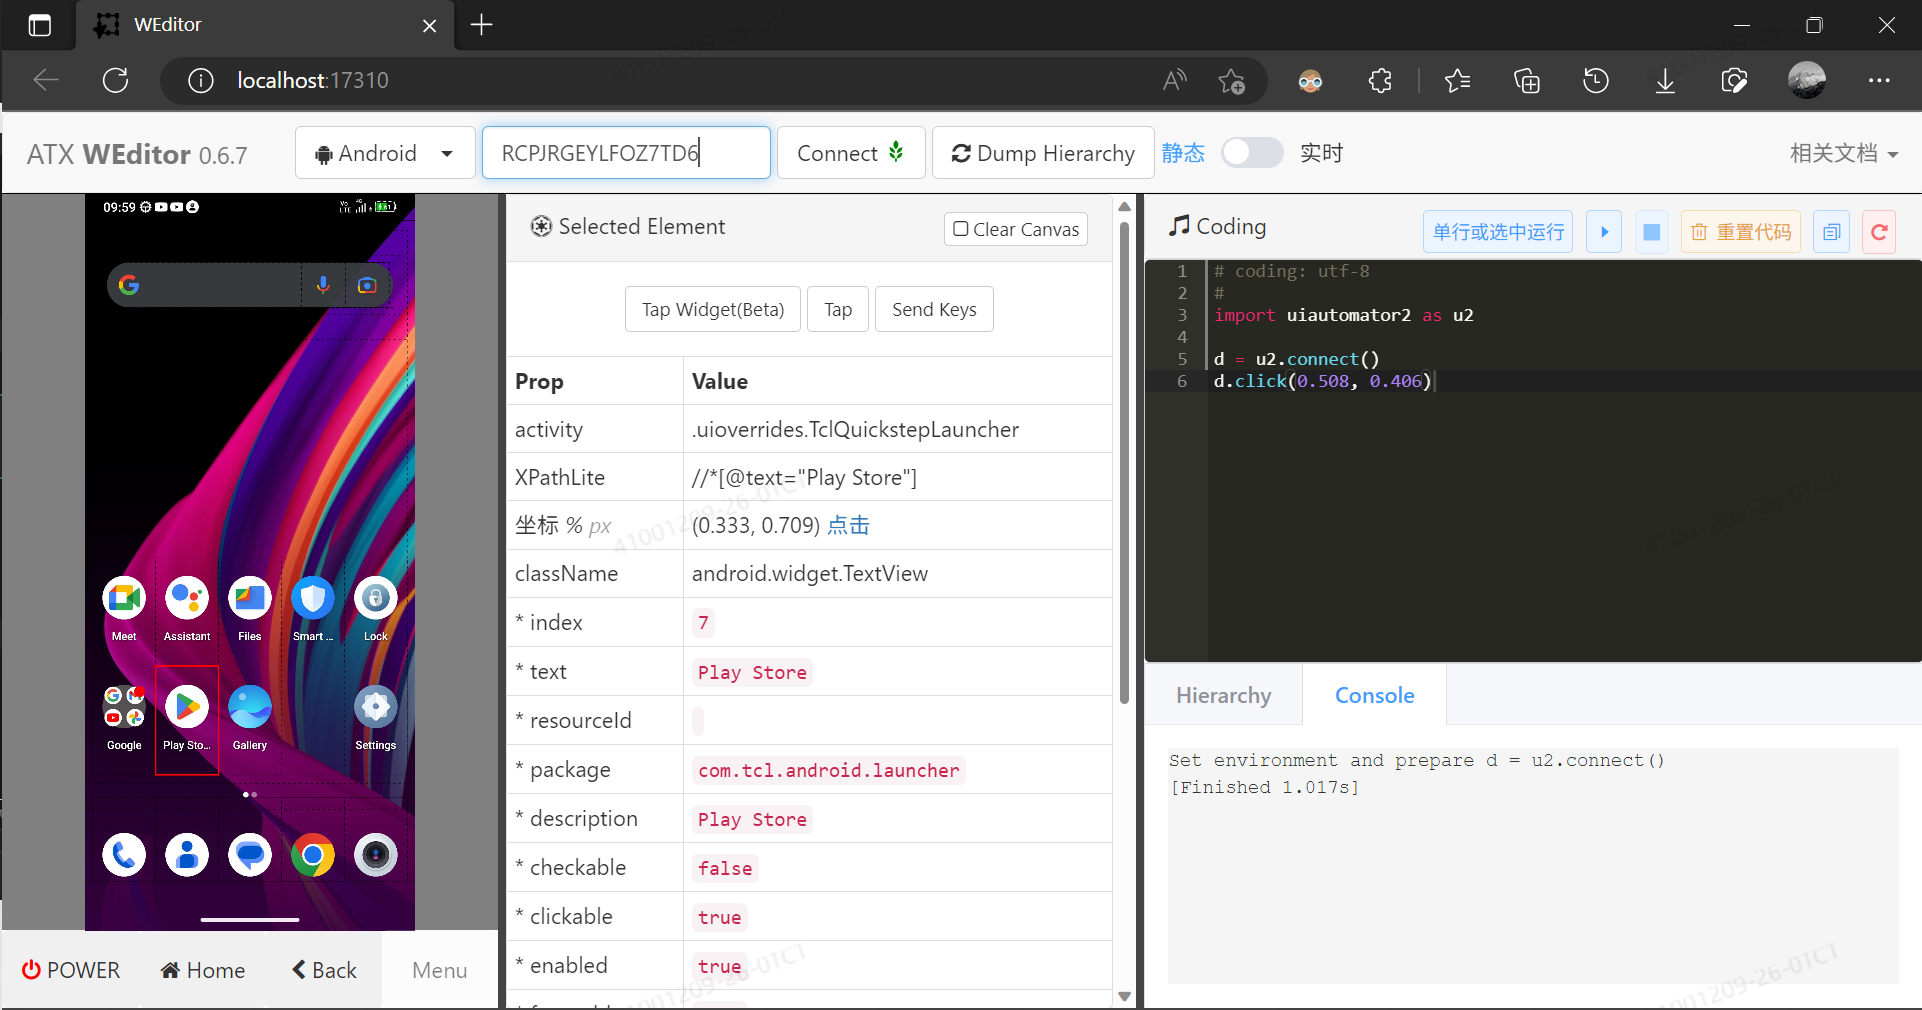 WEditor
localhost:17310
ATX WEditor 0.6.7
Android
RCPJRGEYLFOZ7TD6
Connect
Dump Hierarchy
静态
实时
相关文档
09:59
Meet
Assistant
Files
Smart ...
Lock
Google
Play Sto...
Gallery
Settings
POWER
Home
Back
Menu
Selected Element
Clear Canvas
Tap Widget(Beta)
Tap
Send Keys
Prop Value
activity .uioverrides.TclQuickstepLauncher
XPathLite //*[@text="Play Store"]
坐标 % px (0.333, 0.709) 点击
className android.widget.TextView
* index 7
* text Play Store
* resourceId
* package com.tcl.android.launcher
* description Play Store
* checkable false
* clickable true
* enabled true
Coding
单行或选中运行
重置代码
1 # coding: utf-8
2 #
3 import uiautomator2 as u2
4
5 d = u2.connect()
6 d.click(0.508, 0.406)
Hierarchy
Console
Set environment and prepare d = u2.connect()
[Finished 1.017s]